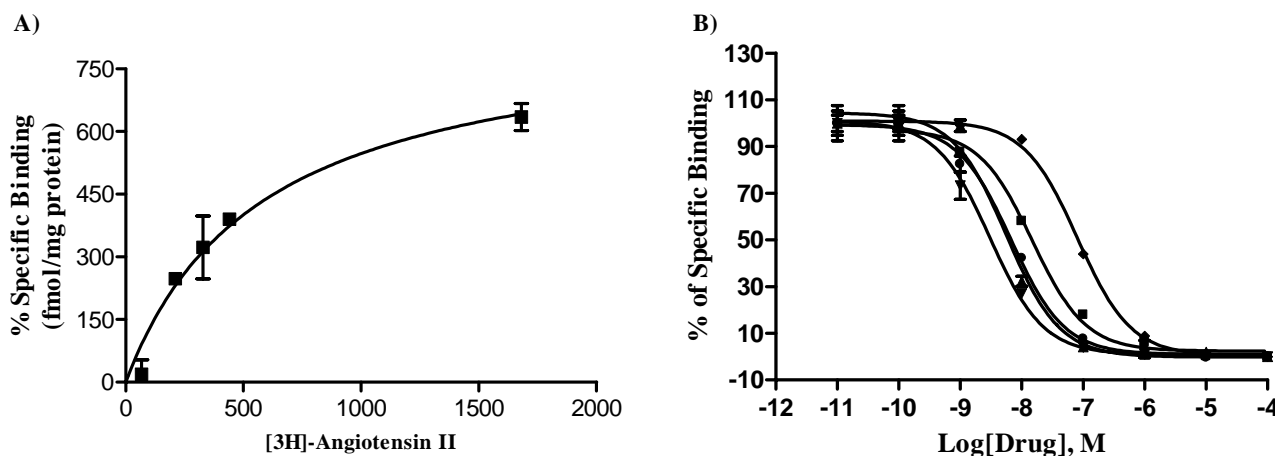 A)
% Specific Binding
(fmol/mg protein)
750
600
450
300
150
0
0 500 1000 1500 2000
[3H]-Angiotensin II
B)
% of Specific Binding
130
110
90
70
50
30
10
-10
-12 -11 -10 -9 -8 -7 -6 -5 -4
Log[Drug], M